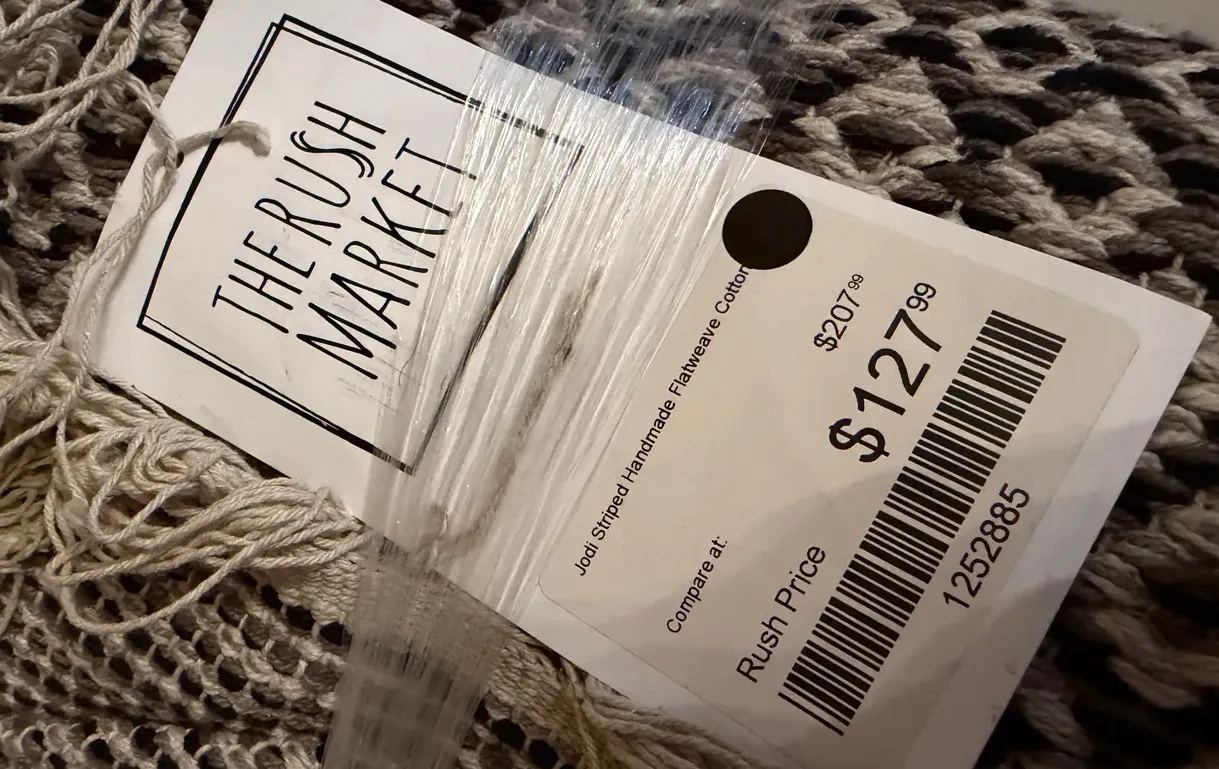 THE RUSH
MARKET
Jodi Striped Handmade Flatweave Cotton
Compare at: $207.99
Rush Price $127.99
1252885